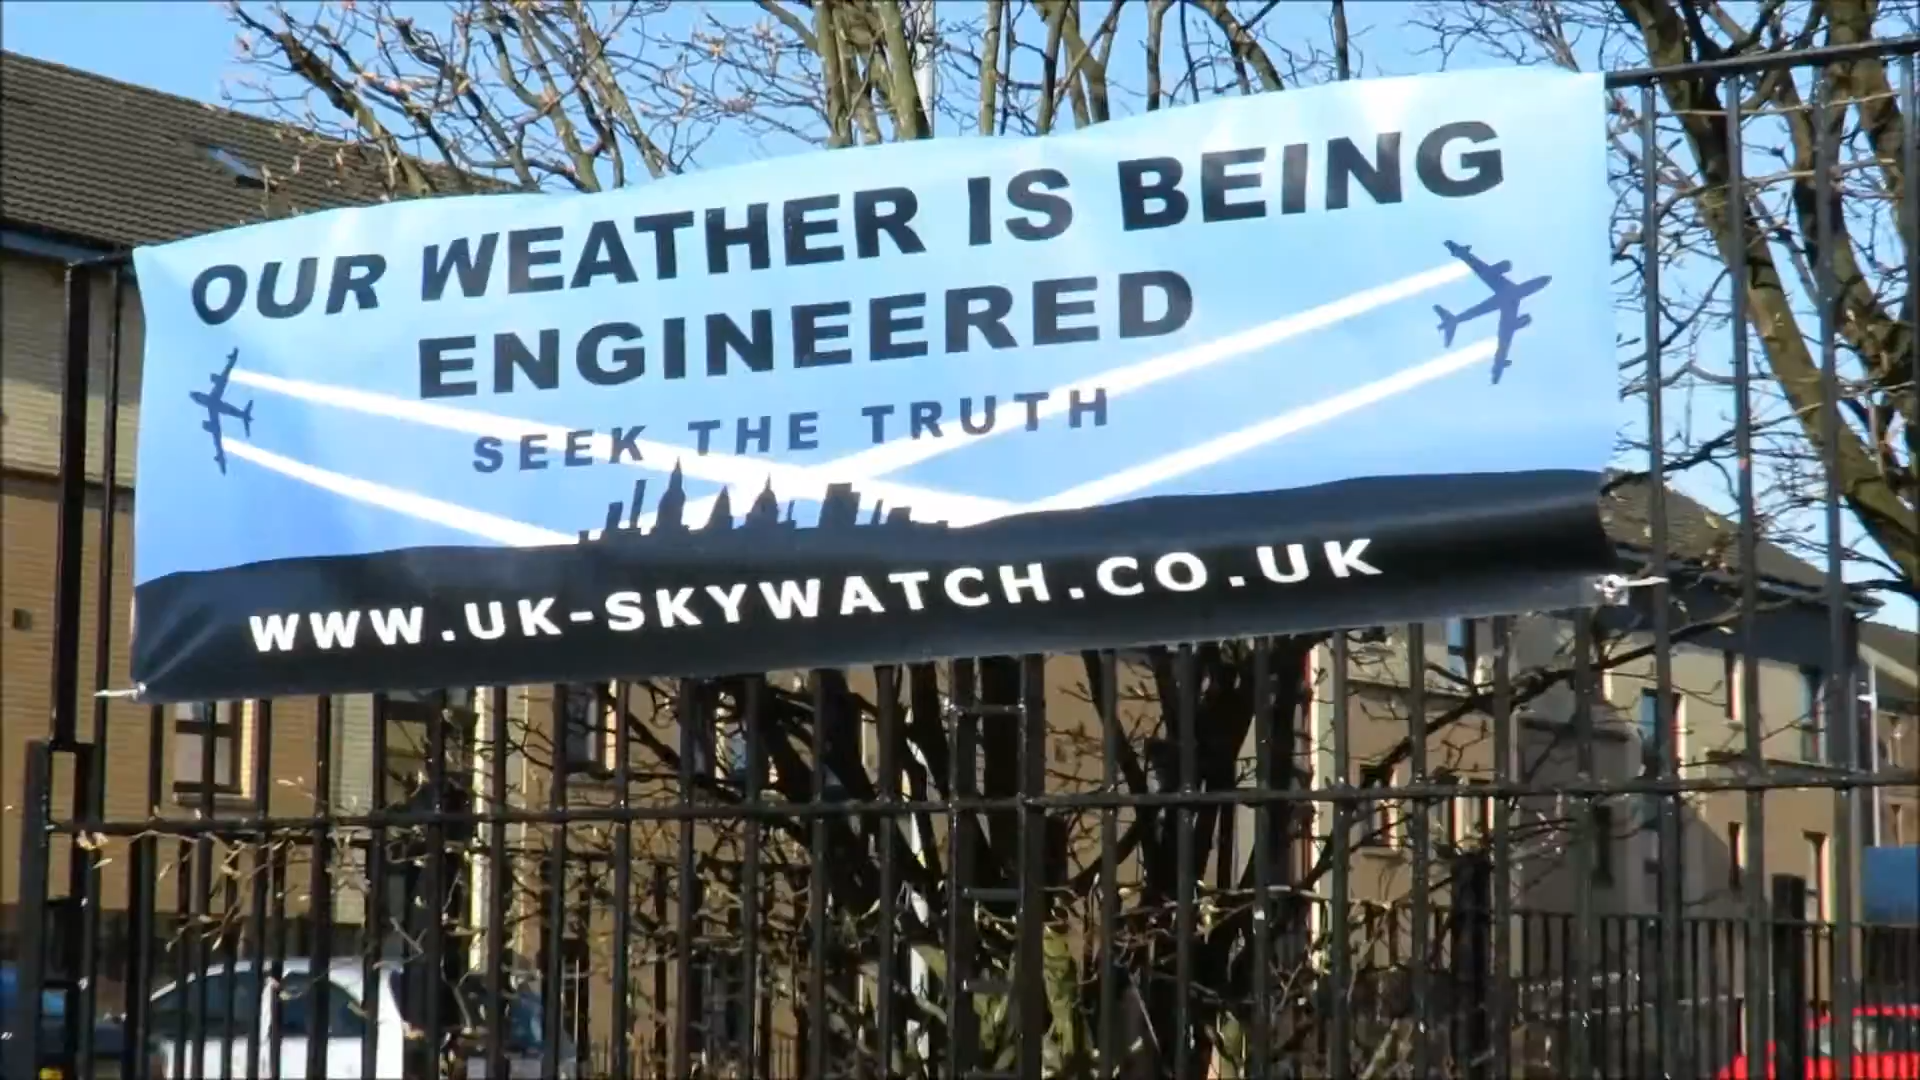 OUR WEATHER IS BEING
ENGINEERED
SEEK THE TRUTH
WWW.UK-SKYWATCH.CO.UK